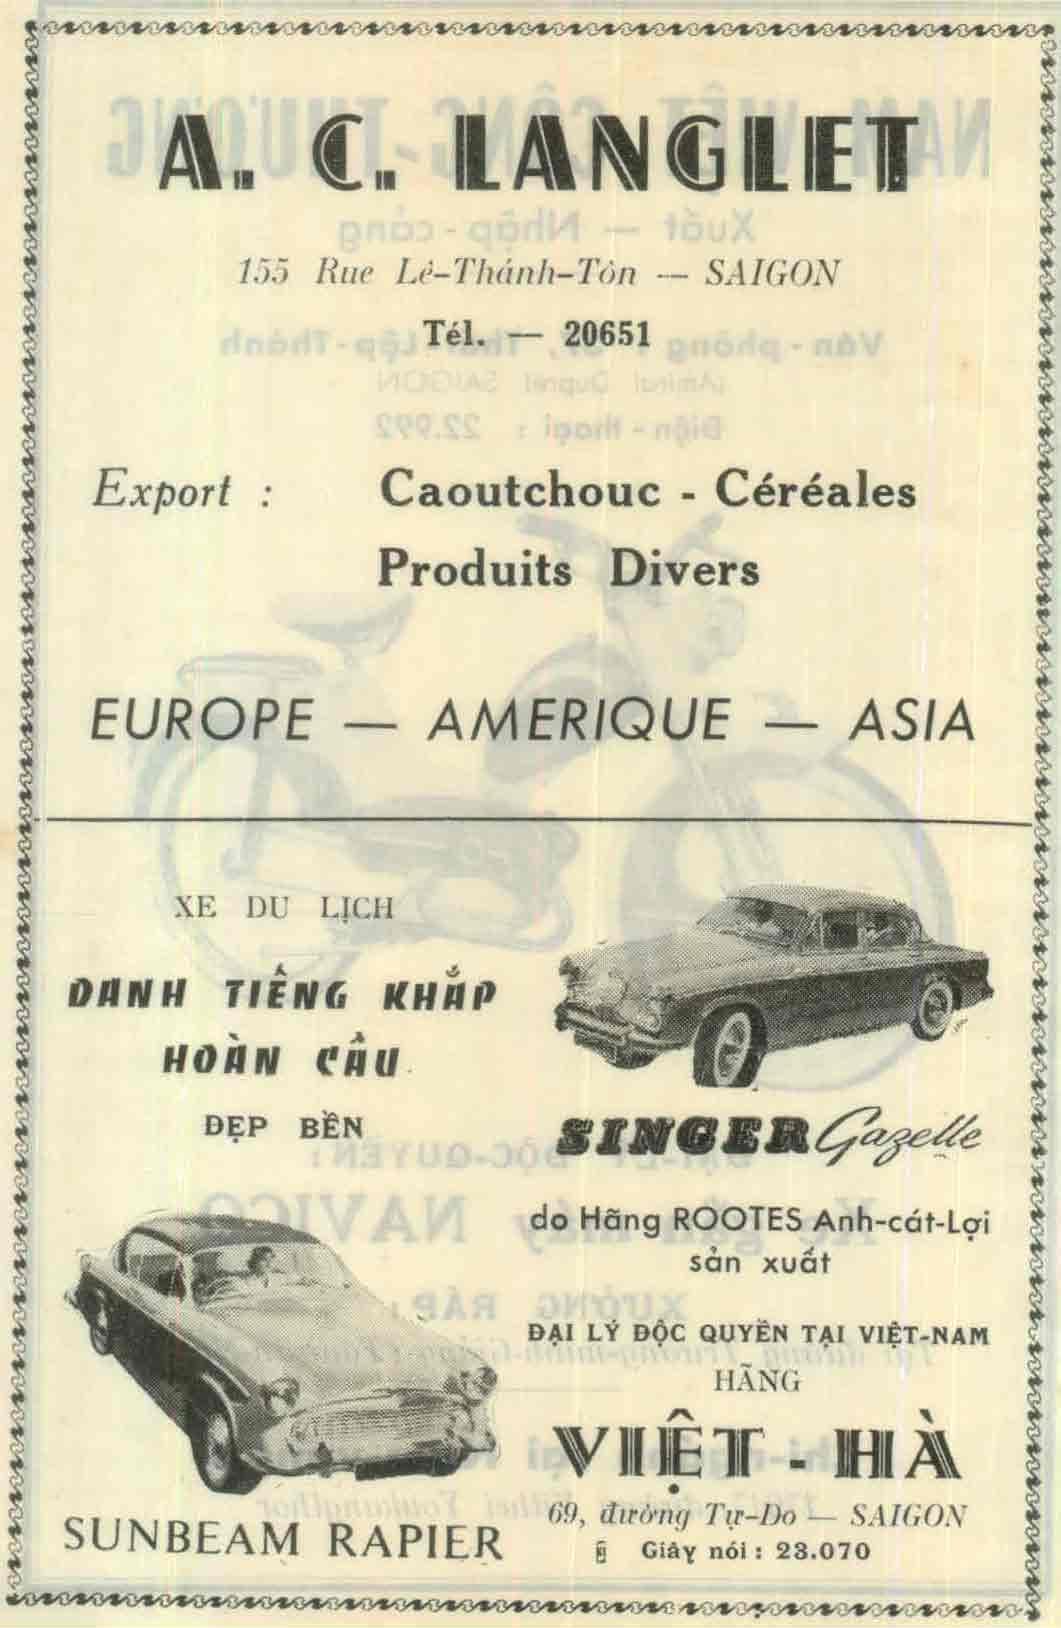 A. C. LANGLET
155 Rue Lê-Thánh-Tôn — SAIGON
Tél. — 20651
Export : Caoutchouc - Céréales
Produits Divers
EUROPE — AMERIQUE — ASIA
XE DU LỊCH
DANH TIẾNG KHẮP
HOÀN CẦU
ĐẸP BỀN
SINGER Gazelle
do Hãng ROOTES Anh-cát-Lợi
sản xuất
ĐẠI LÝ ĐỘC QUYỀN TẠI VIỆT-NAM
HÃNG
VIỆT - HÀ
69, đường Tự-Do — SAIGON
Giây nói : 23.070
SUNBEAM RAPIER